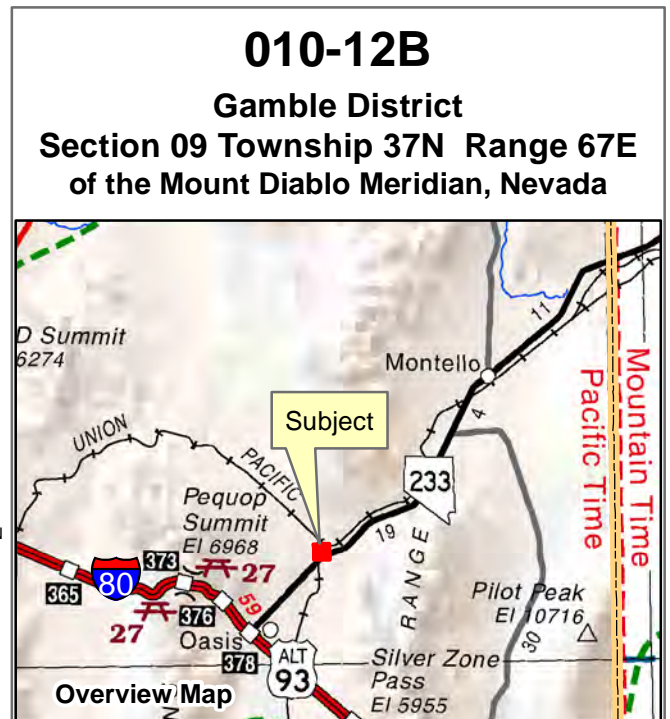 010-12B
Gamble District
Section 09 Township 37N Range 67E
of the Mount Diablo Meridian, Nevada
D Summit
6274
11
Montello
Mountain Time
Pacific Time
Subject
4
UNION
PACIFIC
233
Pequop
Summit
El 6968
19
RANGE
373
27
80
365
59
Pilot Peak
El 10716
27
376
30
Oasis
378
ALT
93
Silver Zone
Pass
El 5955
Overview Map
N